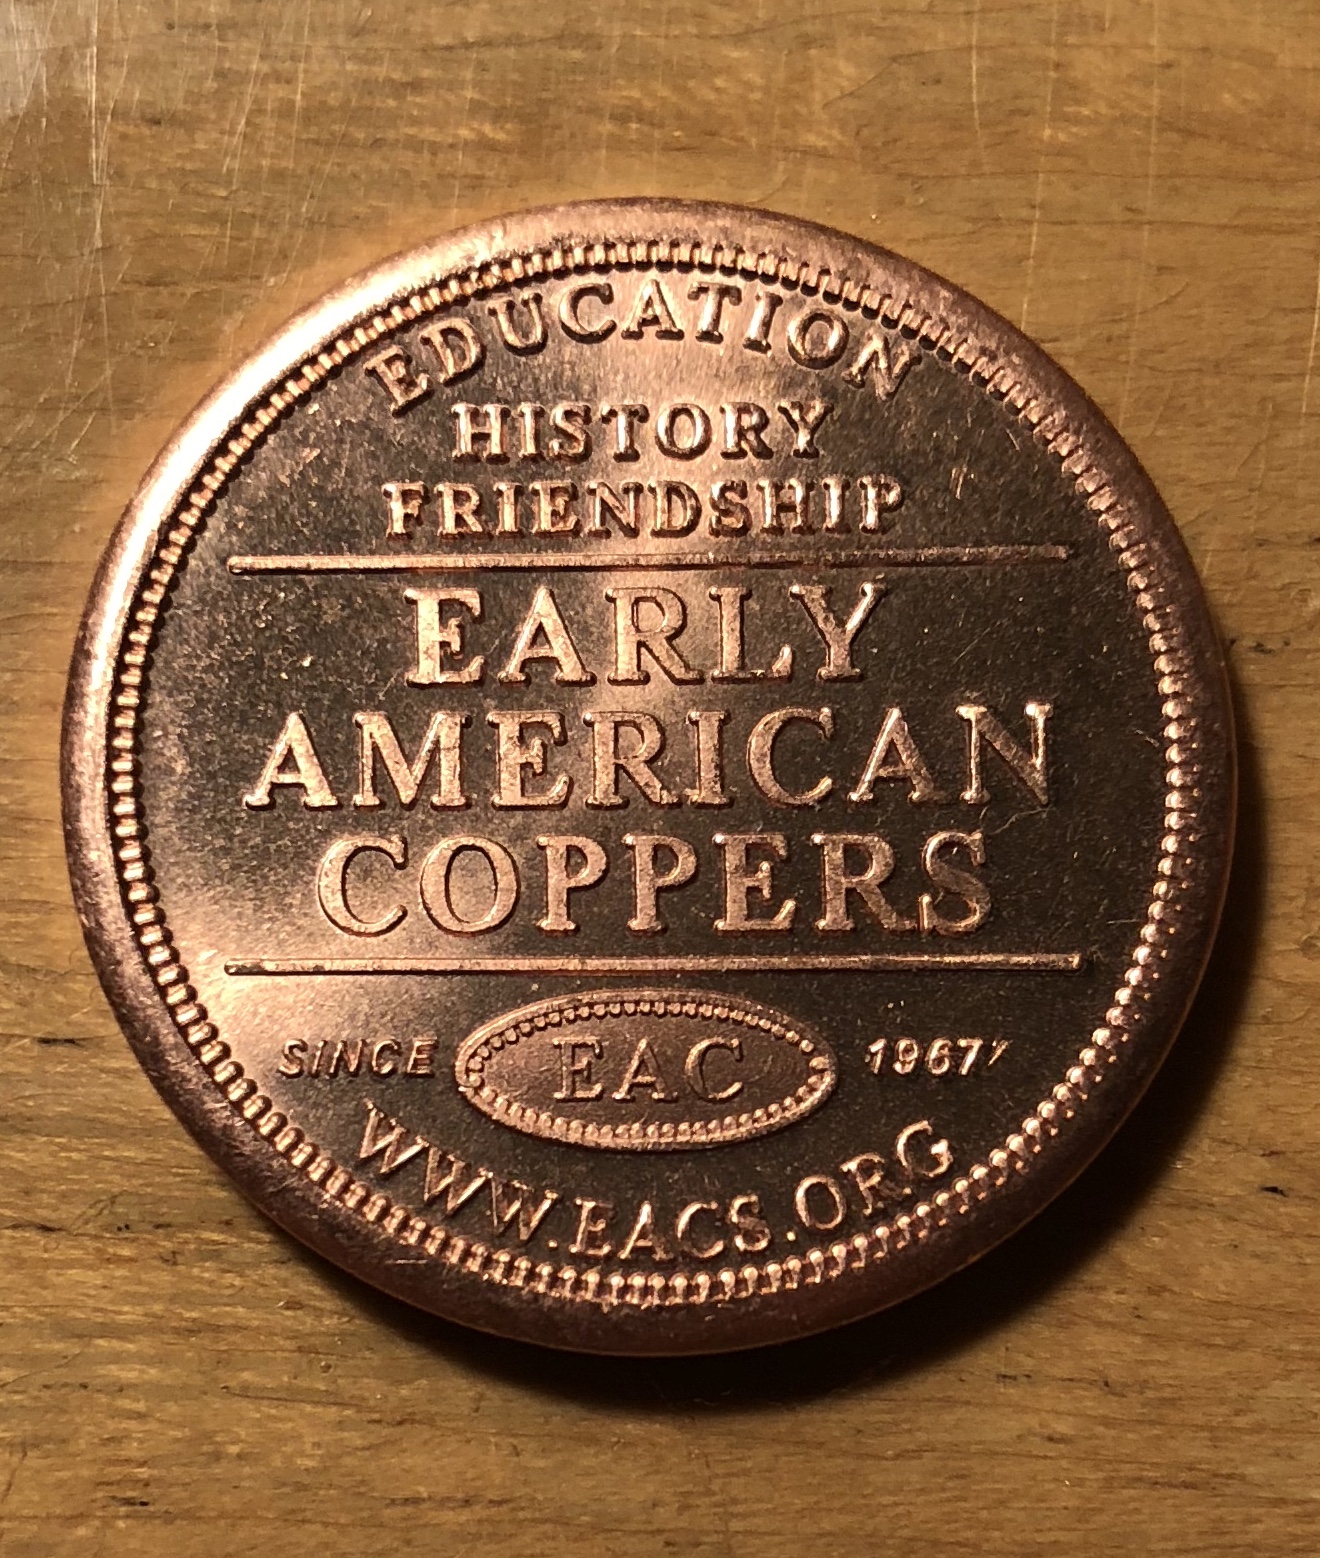 EDUCATION
HISTORY
FRIENDSHIP
EARLY
AMERICAN
COPPERS
SINCE EAC 1967
WWW.EACS.ORG